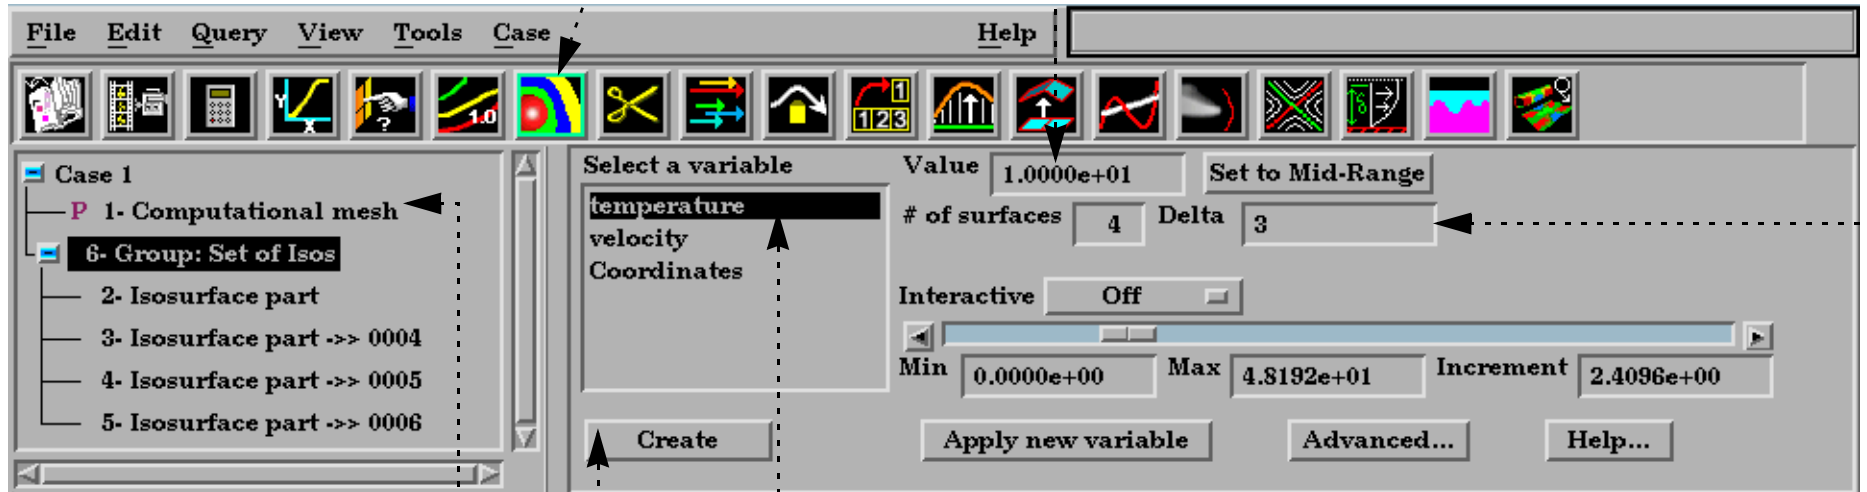 File Edit Query View Tools Case Help
Y X ? 1.0 1 1 2 3
Case 1
P 1- Computational mesh
6- Group: Set of Isos
2- Isosurface part
3- Isosurface part ->> 0004
4- Isosurface part ->> 0005
5- Isosurface part ->> 0006
Select a variable
temperature
velocity
Coordinates
Value 1.0000e+01 Set to Mid-Range
# of surfaces 4 Delta 3
Interactive Off
Min 0.0000e+00 Max 4.8192e+01 Increment 2.4096e+00
Create Apply new variable Advanced... Help...